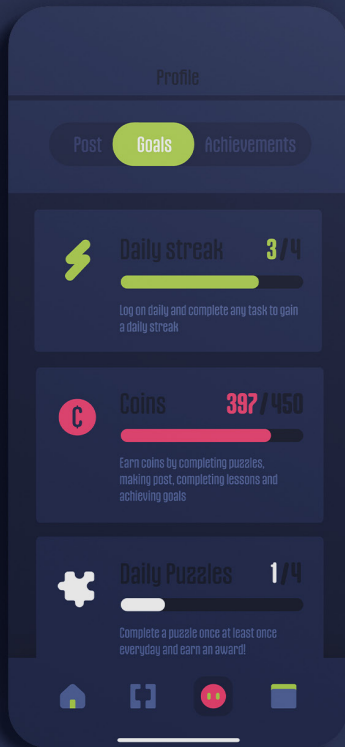 Profile
Post Goals Achievements
Daily streak 3/4
Log on daily and complete any task to gain
a daily streak
¢
Coins 397/450
Earn coins by completing puzzles,
making post, completing lessons and
achieving goals
Daily Puzzles 1/4
Complete a puzzle once at least once
everyday and earn an award!